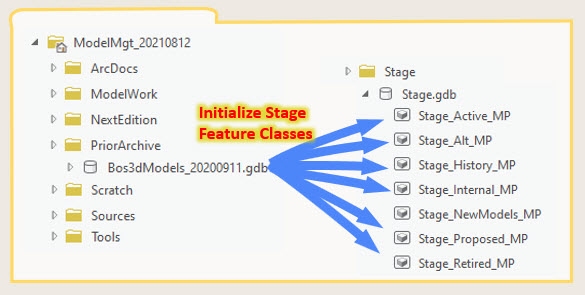 ModelMgt_20210812
ArcDocs
ModelWork
NextEdition
PriorArchive
Bos3dModels_20200911.gdb
Scratch
Sources
Tools
Initialize Stage
Feature Classes
Stage
Stage.gdb
Stage_Active_MP
Stage_Alt_MP
Stage_History_MP
Stage_Internal_MP
Stage_NewModels_MP
Stage_Proposed_MP
Stage_Retired_MP